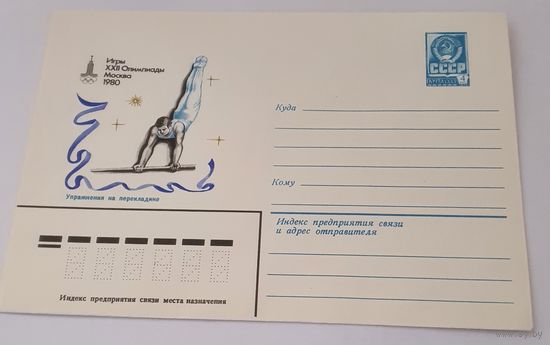 Игры
XXII Олимпиады
Москва
1980
Упражнения на перекладине
СССР
4
Куда
Кому
Индекс предприятия связи
и адрес отправителя
Индекс предприятия связи места назначения